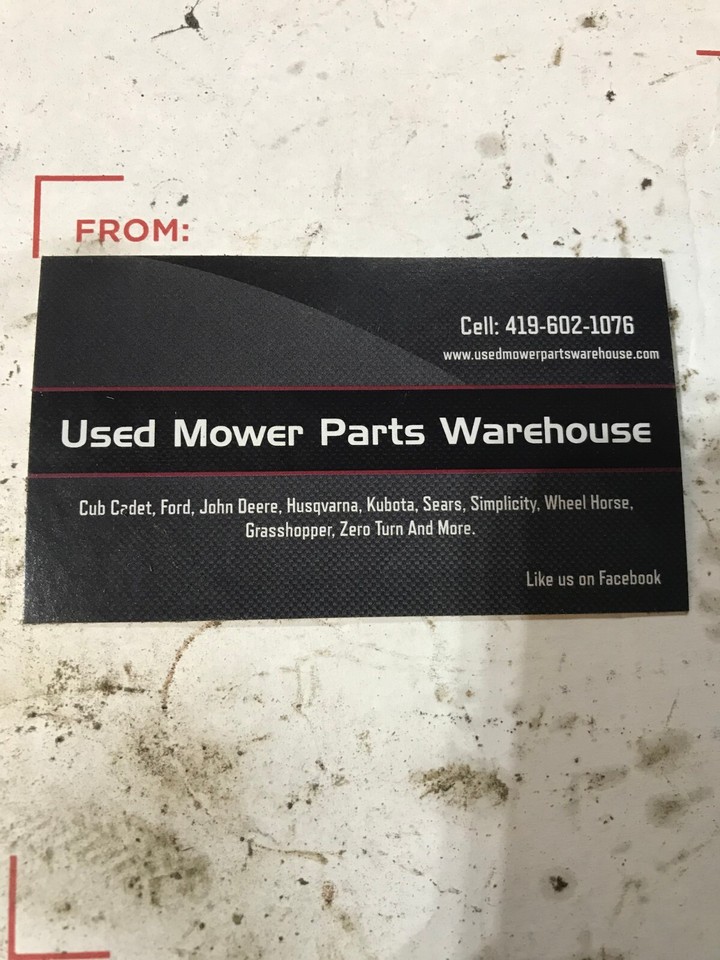 FROM:
Cell: 419-602-1076
www.usedmowerpartswarehouse.com
Used Mower Parts Warehouse
Cub Cadet, Ford, John Deere, Husqvarna, Kubota, Sears, Simplicity, Wheel Horse,
Grasshopper, Zero Turn And More.
Like us on Facebook